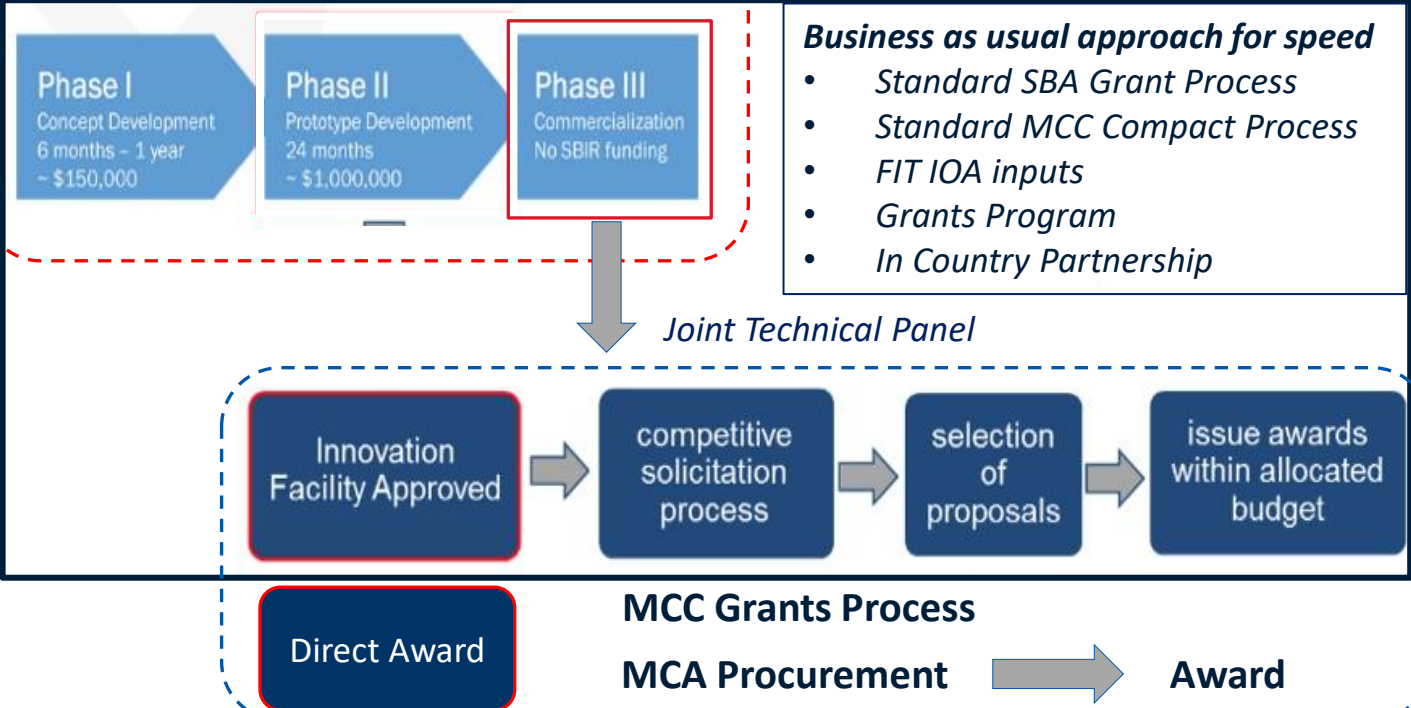 Phase I
Concept Development
6 months – 1 year
~ $150,000
Phase II
Prototype Development
24 months
~ $1,000,000
Phase III
Commercialization
No SBIR funding
Business as usual approach for speed
• Standard SBA Grant Process
• Standard MCC Compact Process
• FIT IOA inputs
• Grants Program
• In Country Partnership
Joint Technical Panel
Innovation
Facility Approved
competitive
solicitation
process
selection
of
proposals
issue awards
within allocated
budget
Direct Award
MCC Grants Process
MCA Procurement
Award